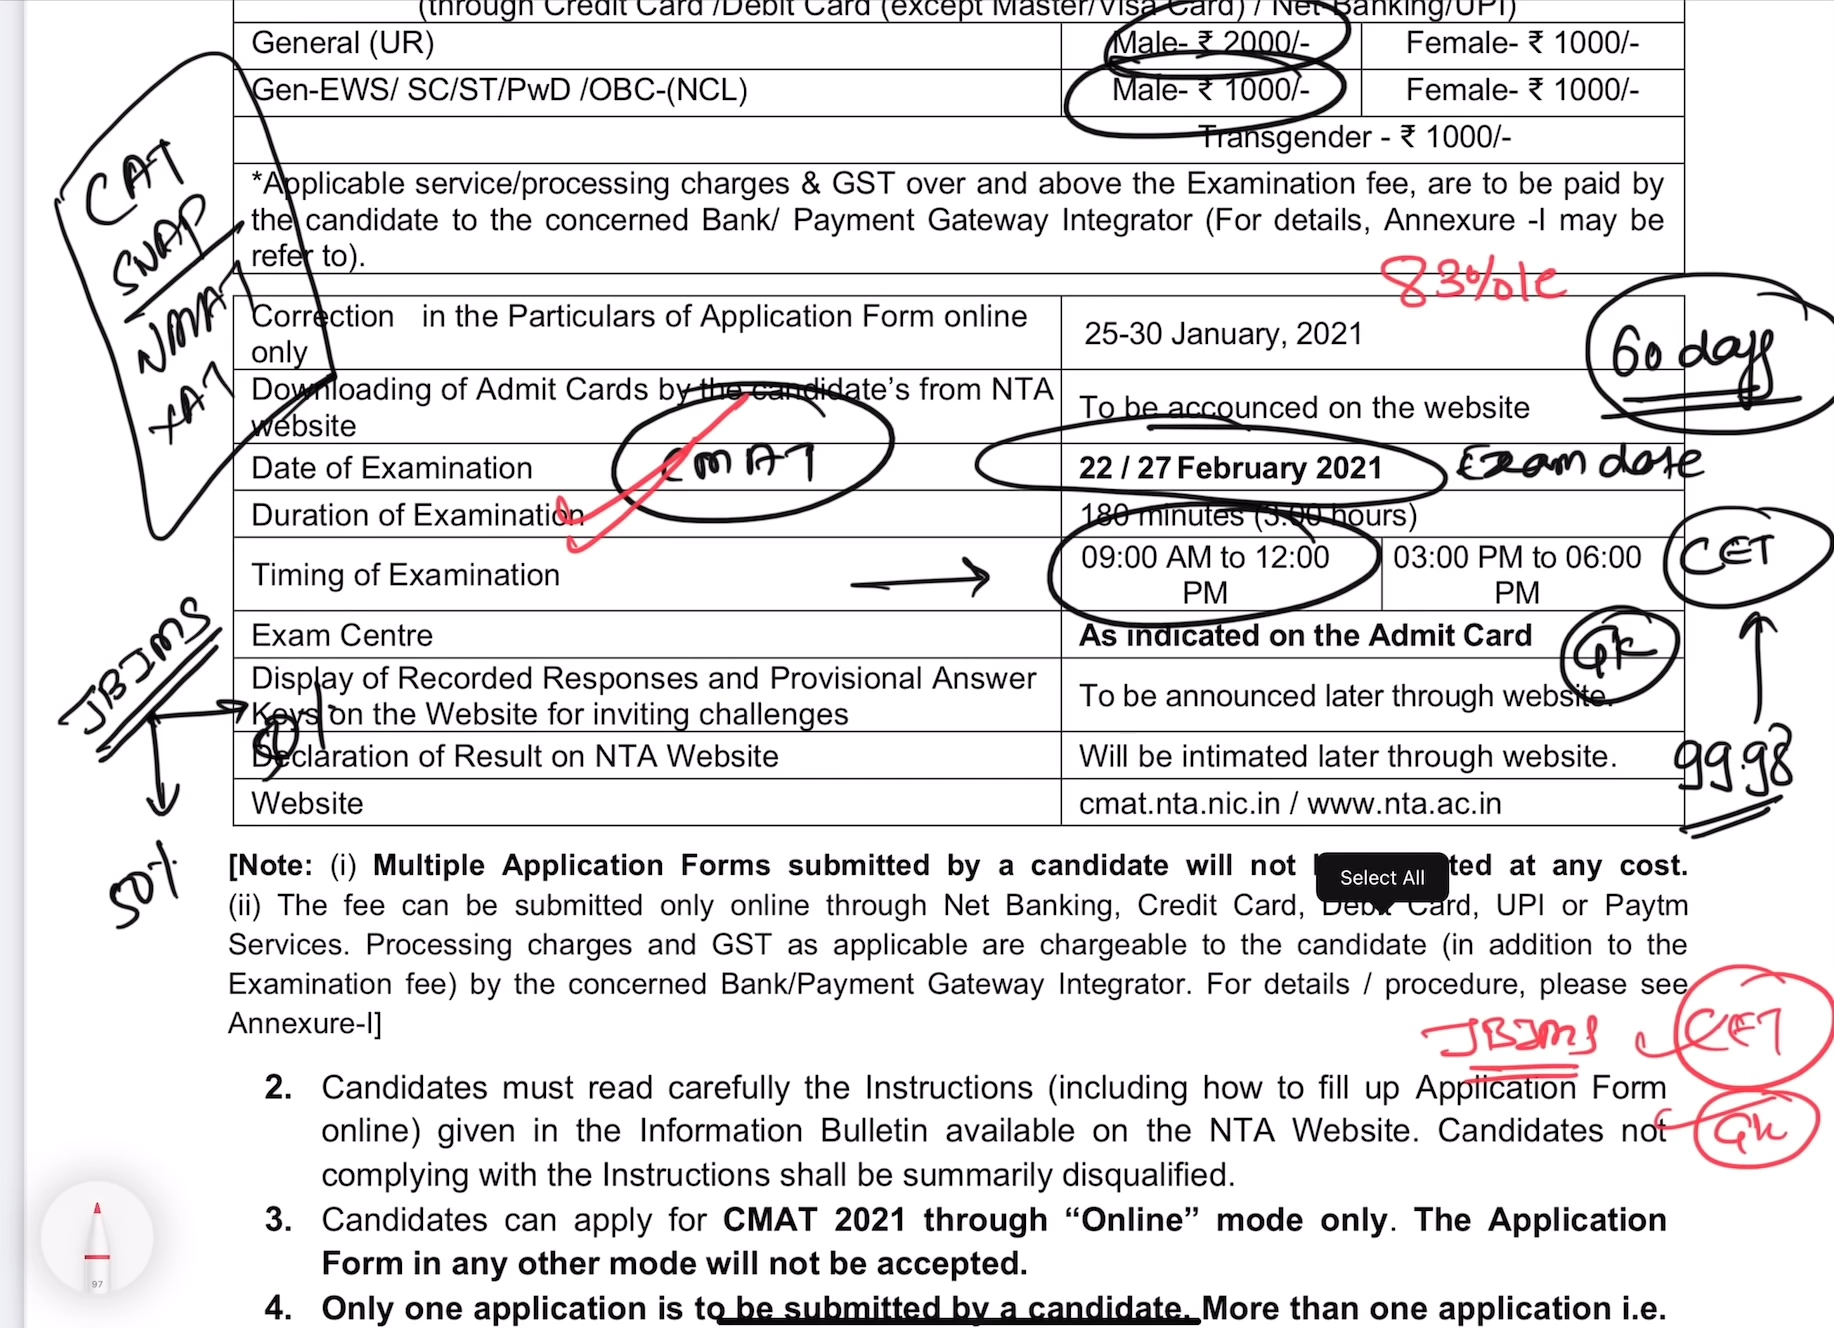 (through Credit Card /Debit Card (except Master/Visa Card) / Net-Banking/UPI)
General (UR) Male- ₹ 2000/- Female- ₹ 1000/-
Gen-EWS/ SC/ST/PwD /OBC-(NCL) Male- ₹ 1000/- Female- ₹ 1000/-
Transgender - ₹ 1000/-
CAT
SNAP
NMAT
XAT
*Applicable service/processing charges & GST over and above the Examination fee, are to be paid by
the candidate to the concerned Bank/ Payment Gateway Integrator (For details, Annexure -I may be
refer to).
83%le
60 days
Correction in the Particulars of Application Form online
only
25-30 January, 2021
Downloading of Admit Cards by the candidate's from NTA
website
To be accounced on the website
CMAT
Date of Examination 22 / 27 February 2021 Exam date
Duration of Examination 180 minutes (3:00 hours)
Timing of Examination
09:00 AM to 12:00
PM
03:00 PM to 06:00
PM
CET
Exam Centre As indicated on the Admit Card
GK
JBIMS
Display of Recorded Responses and Provisional Answer
Keys on the Website for inviting challenges
To be announced later through website.
Declaration of Result on NTA Website Will be intimated later through website.
99.98
Website cmat.nta.nic.in / www.nta.ac.in
50%
[Note: (i) Multiple Application Forms submitted by a candidate will not ted at any cost.
Select All
(ii) The fee can be submitted only online through Net Banking, Credit Card, Debit Card, UPI or Paytm
Services. Processing charges and GST as applicable are chargeable to the candidate (in addition to the
Examination fee) by the concerned Bank/Payment Gateway Integrator. For details / procedure, please see
Annexure-I]
JBIMS CET
GK
2. Candidates must read carefully the Instructions (including how to fill up Application Form
online) given in the Information Bulletin available on the NTA Website. Candidates not
complying with the Instructions shall be summarily disqualified.
3. Candidates can apply for CMAT 2021 through “Online” mode only. The Application
Form in any other mode will not be accepted.
97
4. Only one application is to be submitted by a candidate. More than one application i.e.